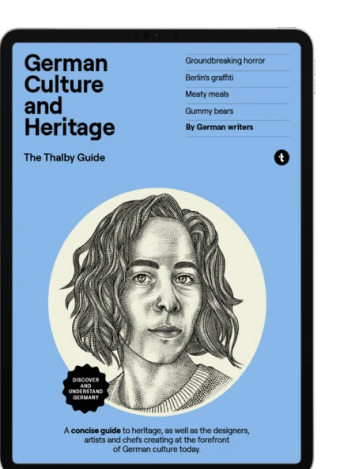 German
Culture
and
Heritage
The Thalby Guide
Groundbreaking horror
Berlin's graffiti
Meaty meals
Gummy bears
By German writers
t
DISCOVER
AND
UNDERSTAND
GERMANY
A concise guide to heritage, as well as the designers,
artists and chefs creating at the forefront
of German culture today.